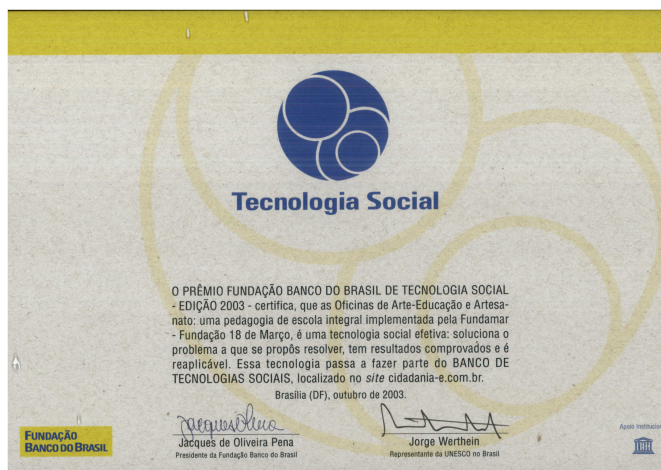 Tecnologia Social
O PRÊMIO FUNDAÇÃO BANCO DO BRASIL DE TECNOLOGIA SOCIAL
- EDIÇÃO 2003 - certifica, que as Oficinas de Arte-Educação e Artesa-
nato: uma pedagogia de escola integral implementada pela Fundamar
- Fundação 18 de Março, é uma tecnologia social efetiva: soluciona o
problema a que se propôs resolver, tem resultados comprovados e é
reaplicável. Essa tecnologia passa a fazer parte do BANCO DE
TECNOLOGIAS SOCIAIS, localizado no site cidadania-e.com.br.
Brasília (DF), outubro de 2003.
Jacques de Oliveira Pena
Presidente da Fundação Banco do Brasil
Jorge Werthein
Representante da UNESCO no Brasil
FUNDAÇÃO
BANCO DO BRASIL
Apoio Institucion